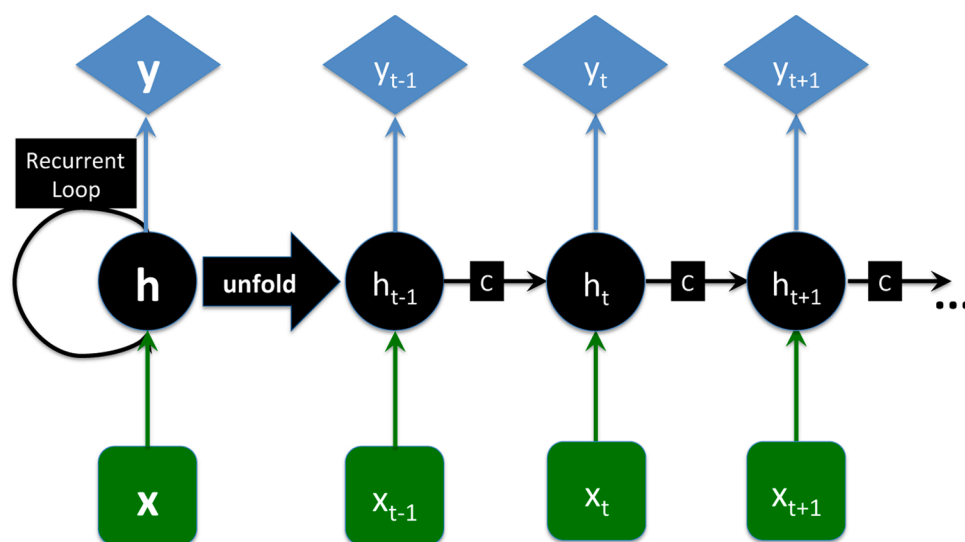 y
y_{t-1}
y_t
y_{t+1}
Recurrent
Loop
h
unfold
h_{t-1}
C
h_t
C
h_{t+1}
C
...
x
x_{t-1}
x_t
x_{t+1}